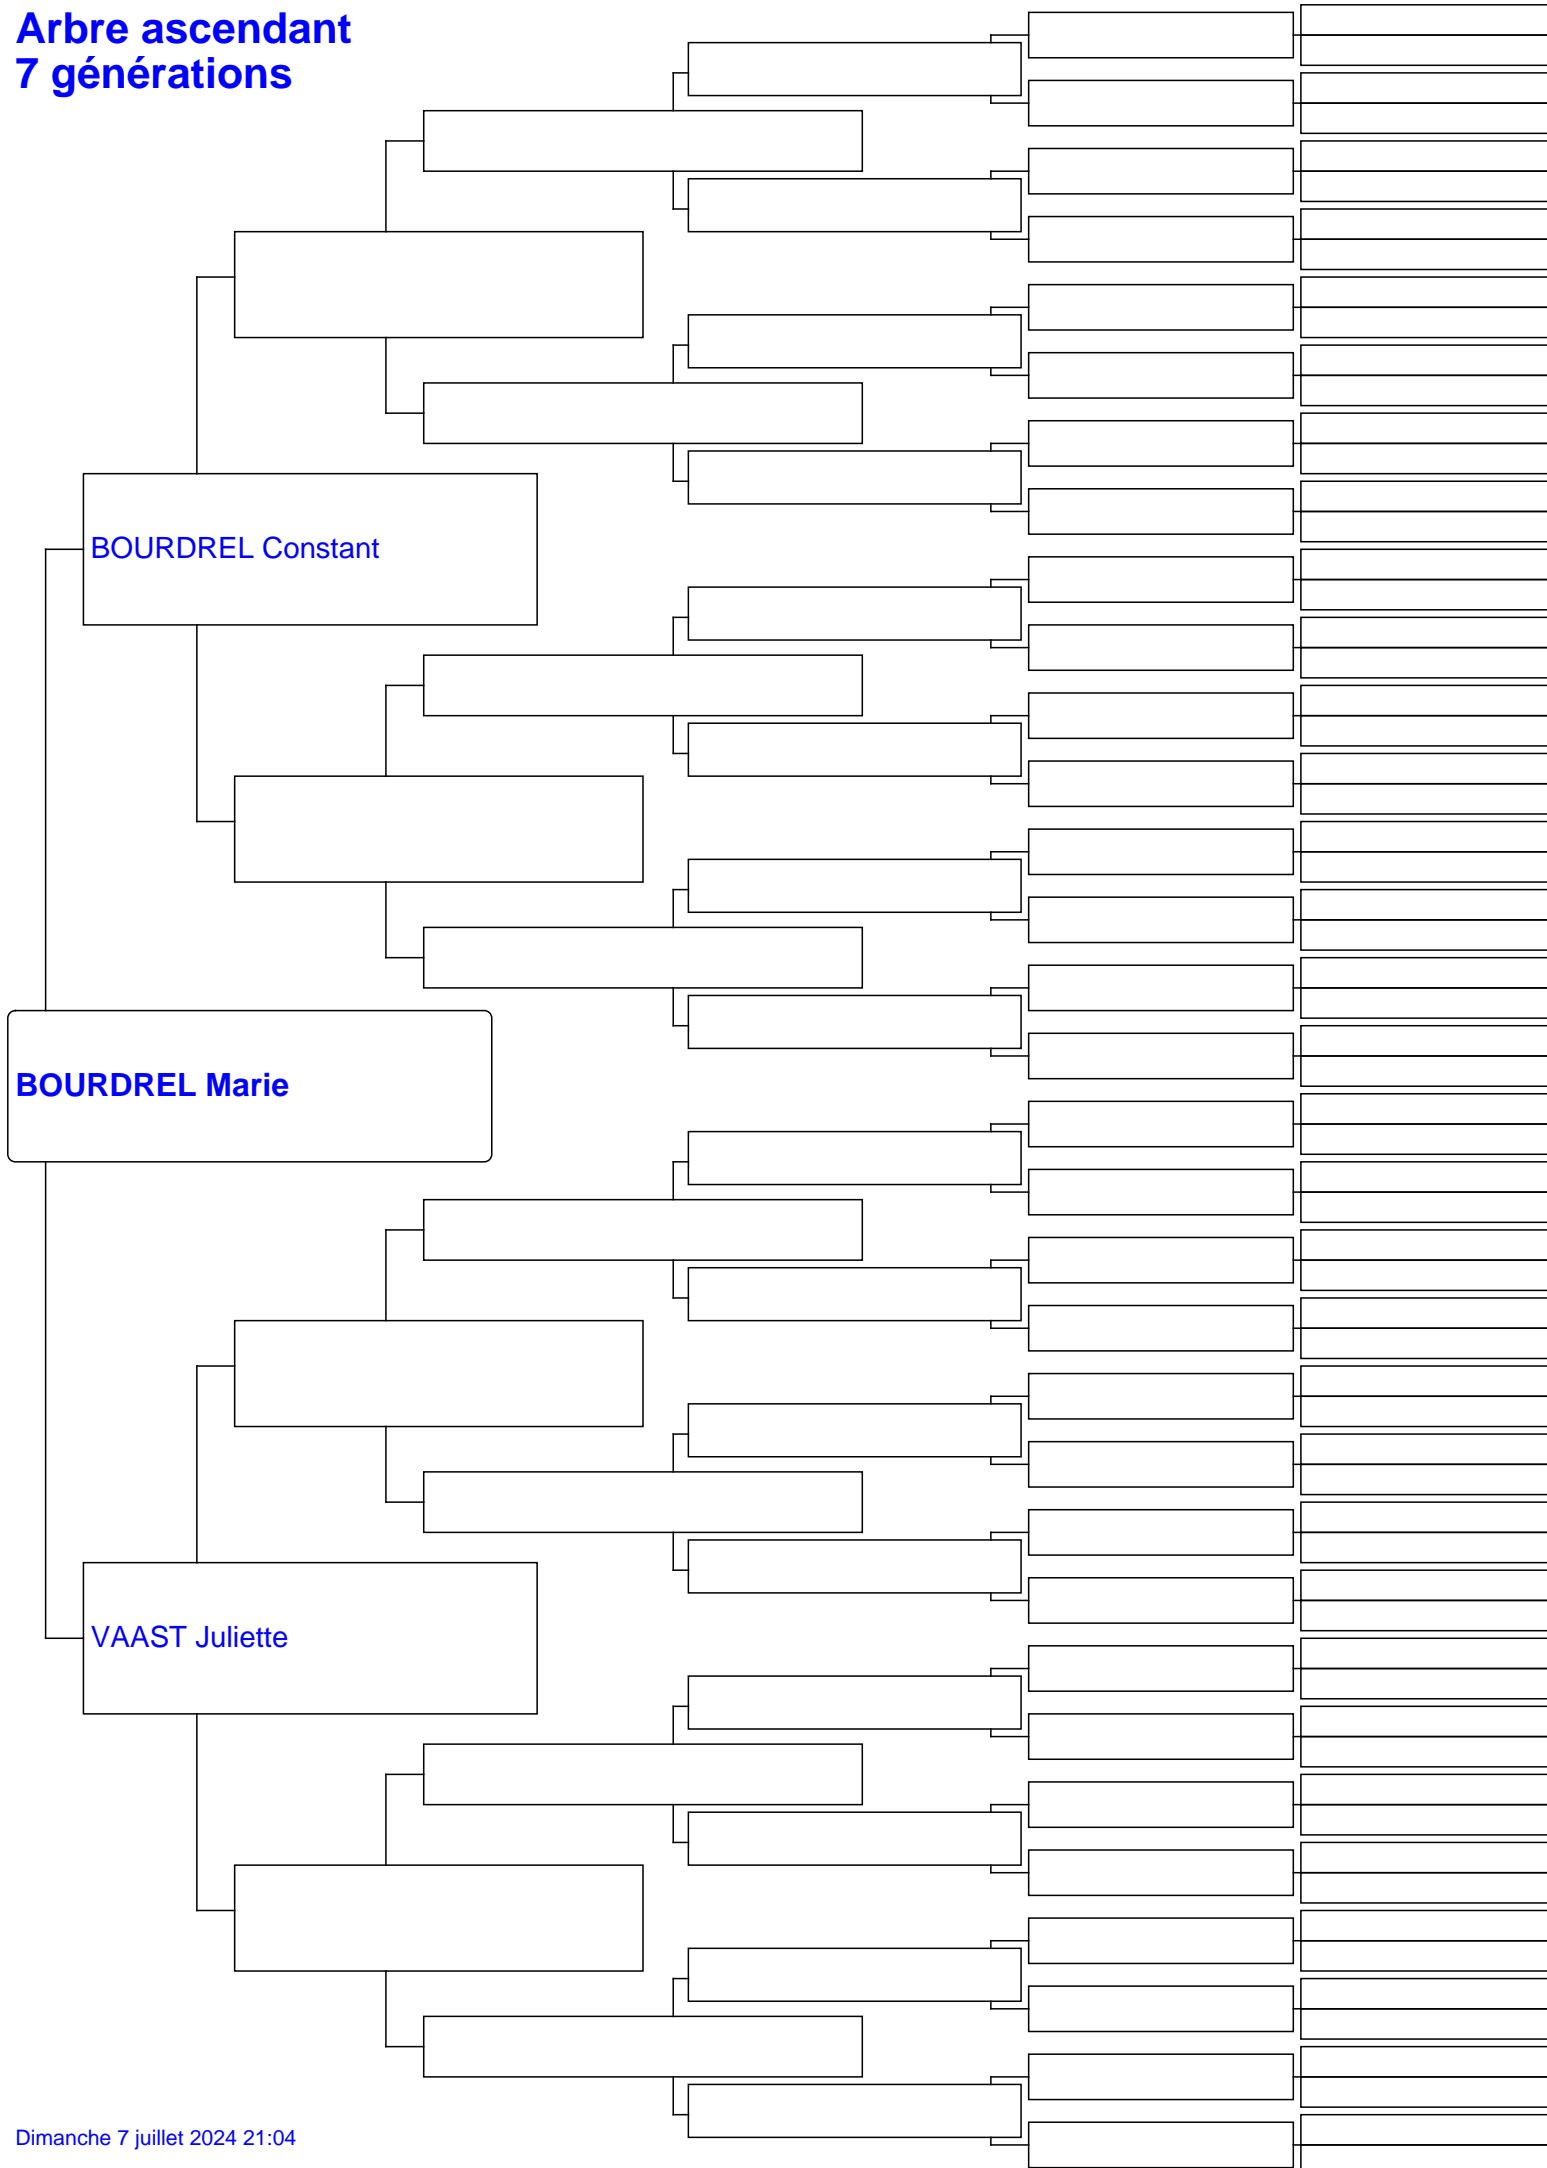 Arbre ascendant
7 générations
BOURDREL Constant
BOURDREL Marie
VAAST Juliette
Dimanche 7 juillet 2024 21:04